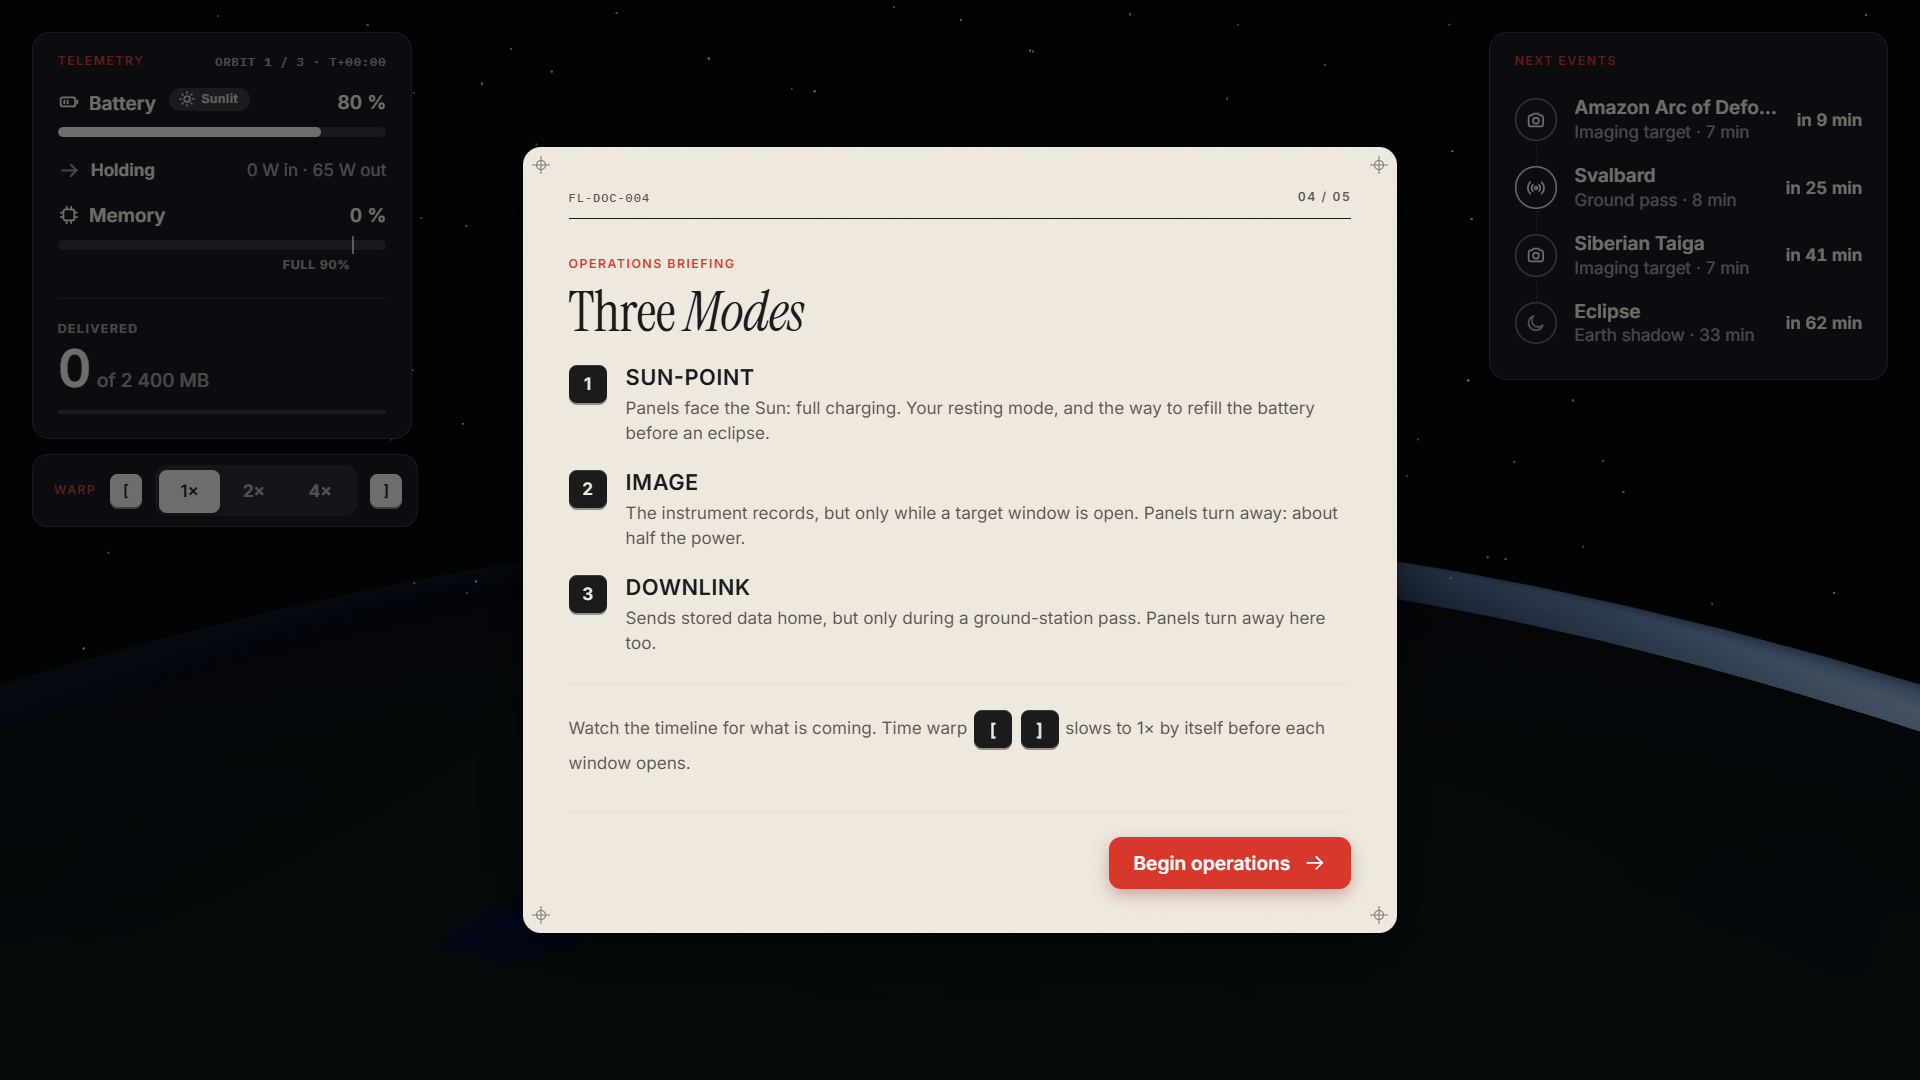 TELEMETRY
ORBIT 1 / 3 · T+00:00
Battery
Sunlit
80 %
Holding
0 W in · 65 W out
Memory
0 %
FULL 90%
DELIVERED
0 of 2 400 MB
WARP
[
1×
2×
4×
]
FL-DOC-004
04 / 05
OPERATIONS BRIEFING
Three Modes
1
SUN-POINT
Panels face the Sun: full charging. Your resting mode, and the way to refill the battery
before an eclipse.
2
IMAGE
The instrument records, but only while a target window is open. Panels turn away: about
half the power.
3
DOWNLINK
Sends stored data home, but only during a ground-station pass. Panels turn away here
too.
Watch the timeline for what is coming. Time warp [ ] slows to 1× by itself before each
window opens.
Begin operations
NEXT EVENTS
Amazon Arc of Defo...
Imaging target · 7 min
in 9 min
Svalbard
Ground pass · 8 min
in 25 min
Siberian Taiga
Imaging target · 7 min
in 41 min
Eclipse
Earth shadow · 33 min
in 62 min